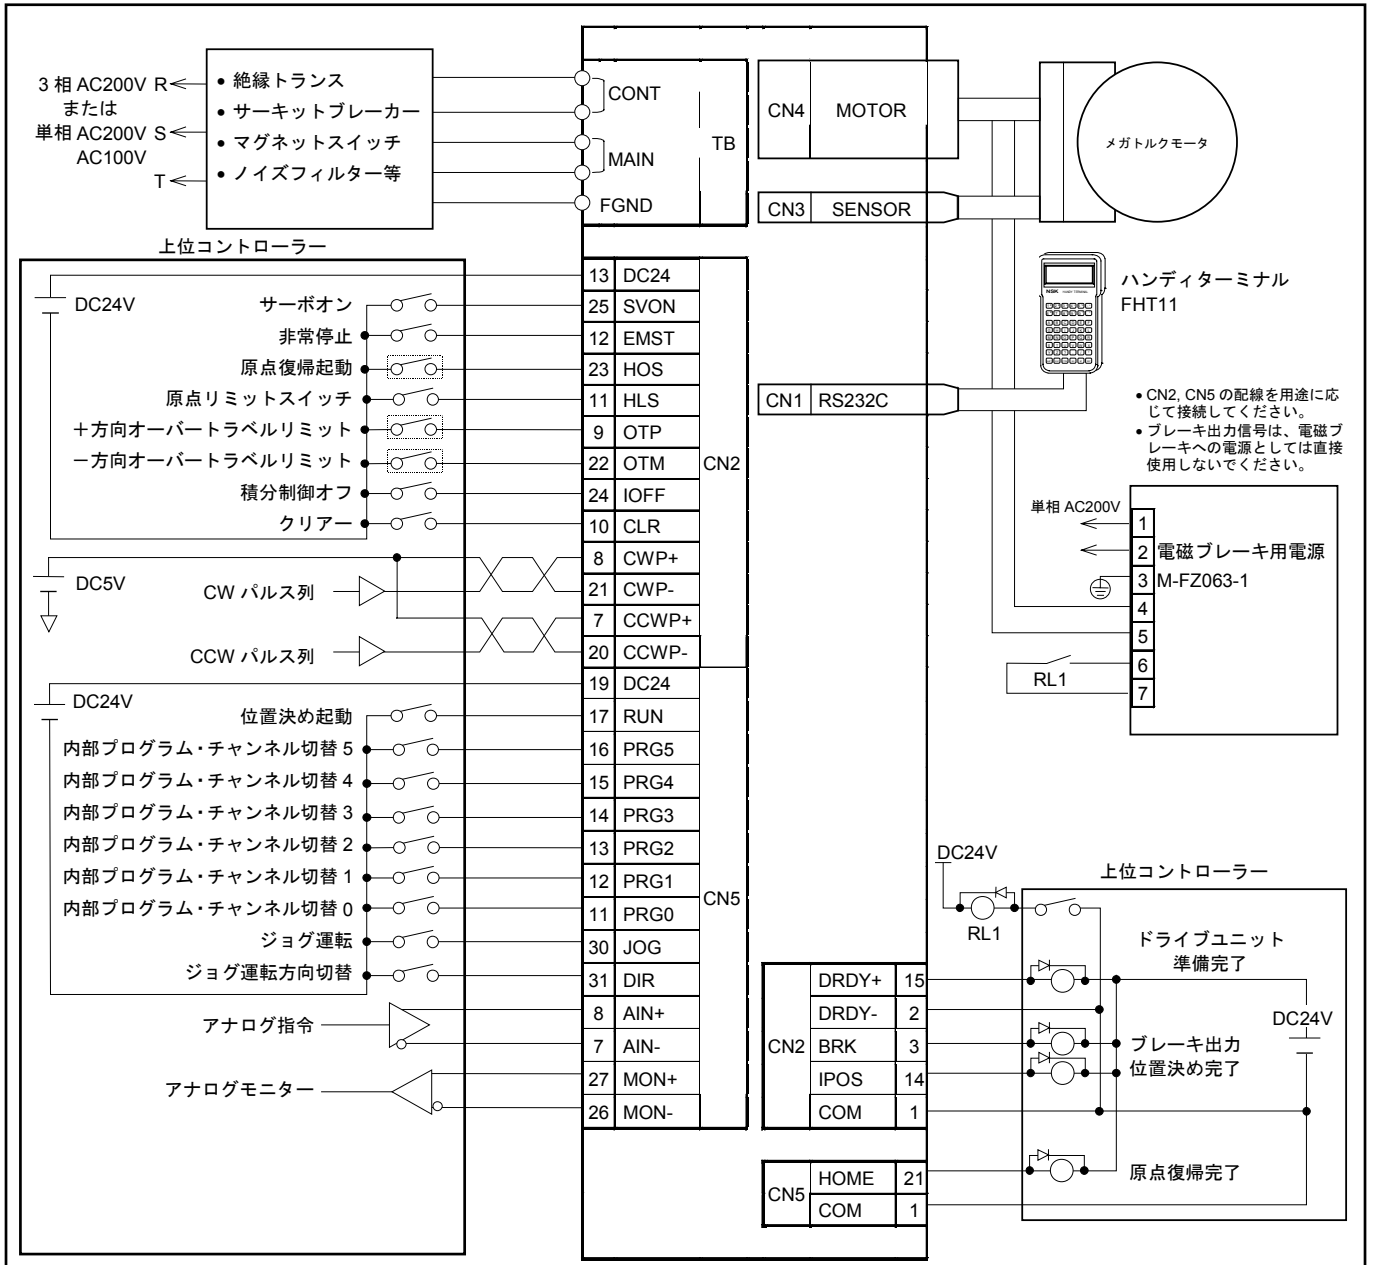 3 相 AC200V R
または
単相 AC200V S
AC100V
T
• 絶縁トランス
• サーキットブレーカー
• マグネットスイッチ
• ノイズフィルター等
CONT
MAIN
FGND
TB
CN4 MOTOR
CN3 SENSOR
メガトルクモータ
上位コントローラー
DC24V
サーボオン
非常停止
原点復帰起動
原点リミットスイッチ
＋方向オーバートラベルリミット
－方向オーバートラベルリミット
積分制御オフ
クリアー
DC5V
CW パルス列
CCW パルス列
DC24V
位置決め起動
内部プログラム・チャンネル切替 5
内部プログラム・チャンネル切替 4
内部プログラム・チャンネル切替 3
内部プログラム・チャンネル切替 2
内部プログラム・チャンネル切替 1
内部プログラム・チャンネル切替 0
ジョグ運転
ジョグ運転方向切替
アナログ指令
アナログモニター
13 DC24
25 SVON
12 EMST
23 HOS
11 HLS
9 OTP
22 OTM
24 IOFF
10 CLR
8 CWP+
21 CWP-
7 CCWP+
20 CCWP-
CN2
19 DC24
17 RUN
16 PRG5
15 PRG4
14 PRG3
13 PRG2
12 PRG1
11 PRG0
30 JOG
31 DIR
8 AIN+
7 AIN-
27 MON+
26 MON-
CN5
CN1 RS232C
NSK
ハンディターミナル
FHT11
• CN2, CN5 の配線を用途に応
じて接続してください。
• ブレーキ出力信号は、電磁ブ
レーキへの電源としては直接
使用しないでください。
単相 AC200V
1
2 電磁ブレーキ用電源
3 M-FZ063-1
4
5
6
7
RL1
DC24V
RL1
上位コントローラー
ドライブユニット
準備完了
ブレーキ出力
位置決め完了
原点復帰完了
DC24V
CN2
DRDY+ 15
DRDY- 2
BRK 3
IPOS 14
COM 1
CN5
HOME 21
COM 1